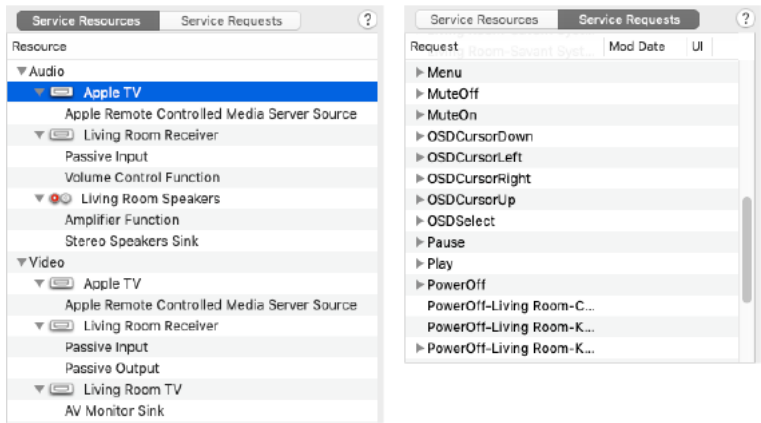 Service Resources Service Requests ?
Resource
Audio
Apple TV
Apple Remote Controlled Media Server Source
Living Room Receiver
Passive Input
Volume Control Function
Living Room Speakers
Amplifier Function
Stereo Speakers Sink
Video
Apple TV
Apple Remote Controlled Media Server Source
Living Room Receiver
Passive Input
Passive Output
Living Room TV
AV Monitor Sink
Service Resources Service Requests ?
Request Mod Date UI
Menu
MuteOff
MuteOn
OSDCursorDown
OSDCursorLeft
OSDCursorRight
OSDCursorUp
OSDSelect
Pause
Play
PowerOff
PowerOff-Living Room-C...
PowerOff-Living Room-K...
PowerOff-Living Room-K...